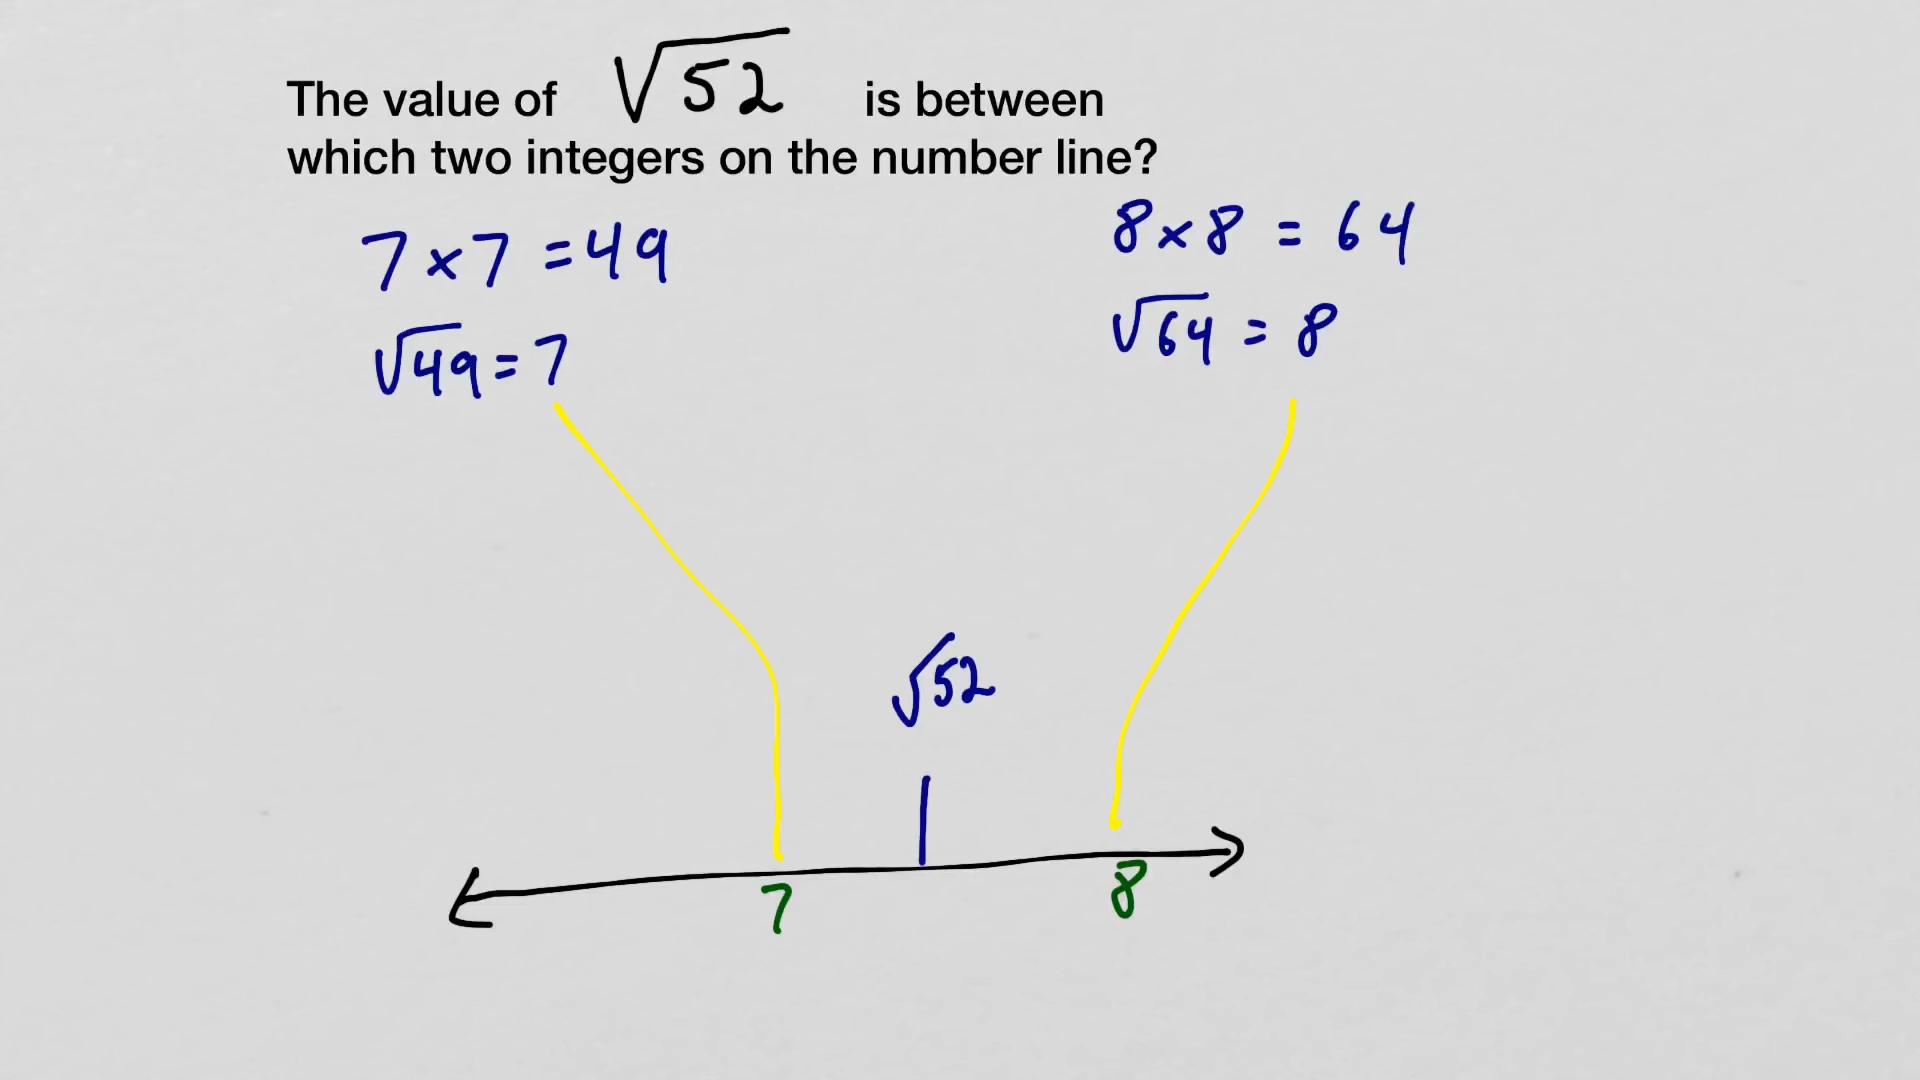 The value of √52 is between
which two integers on the number line?
7 x 7 = 49
8 x 8 = 64
√49 = 7
√64 = 8
√52
7
8